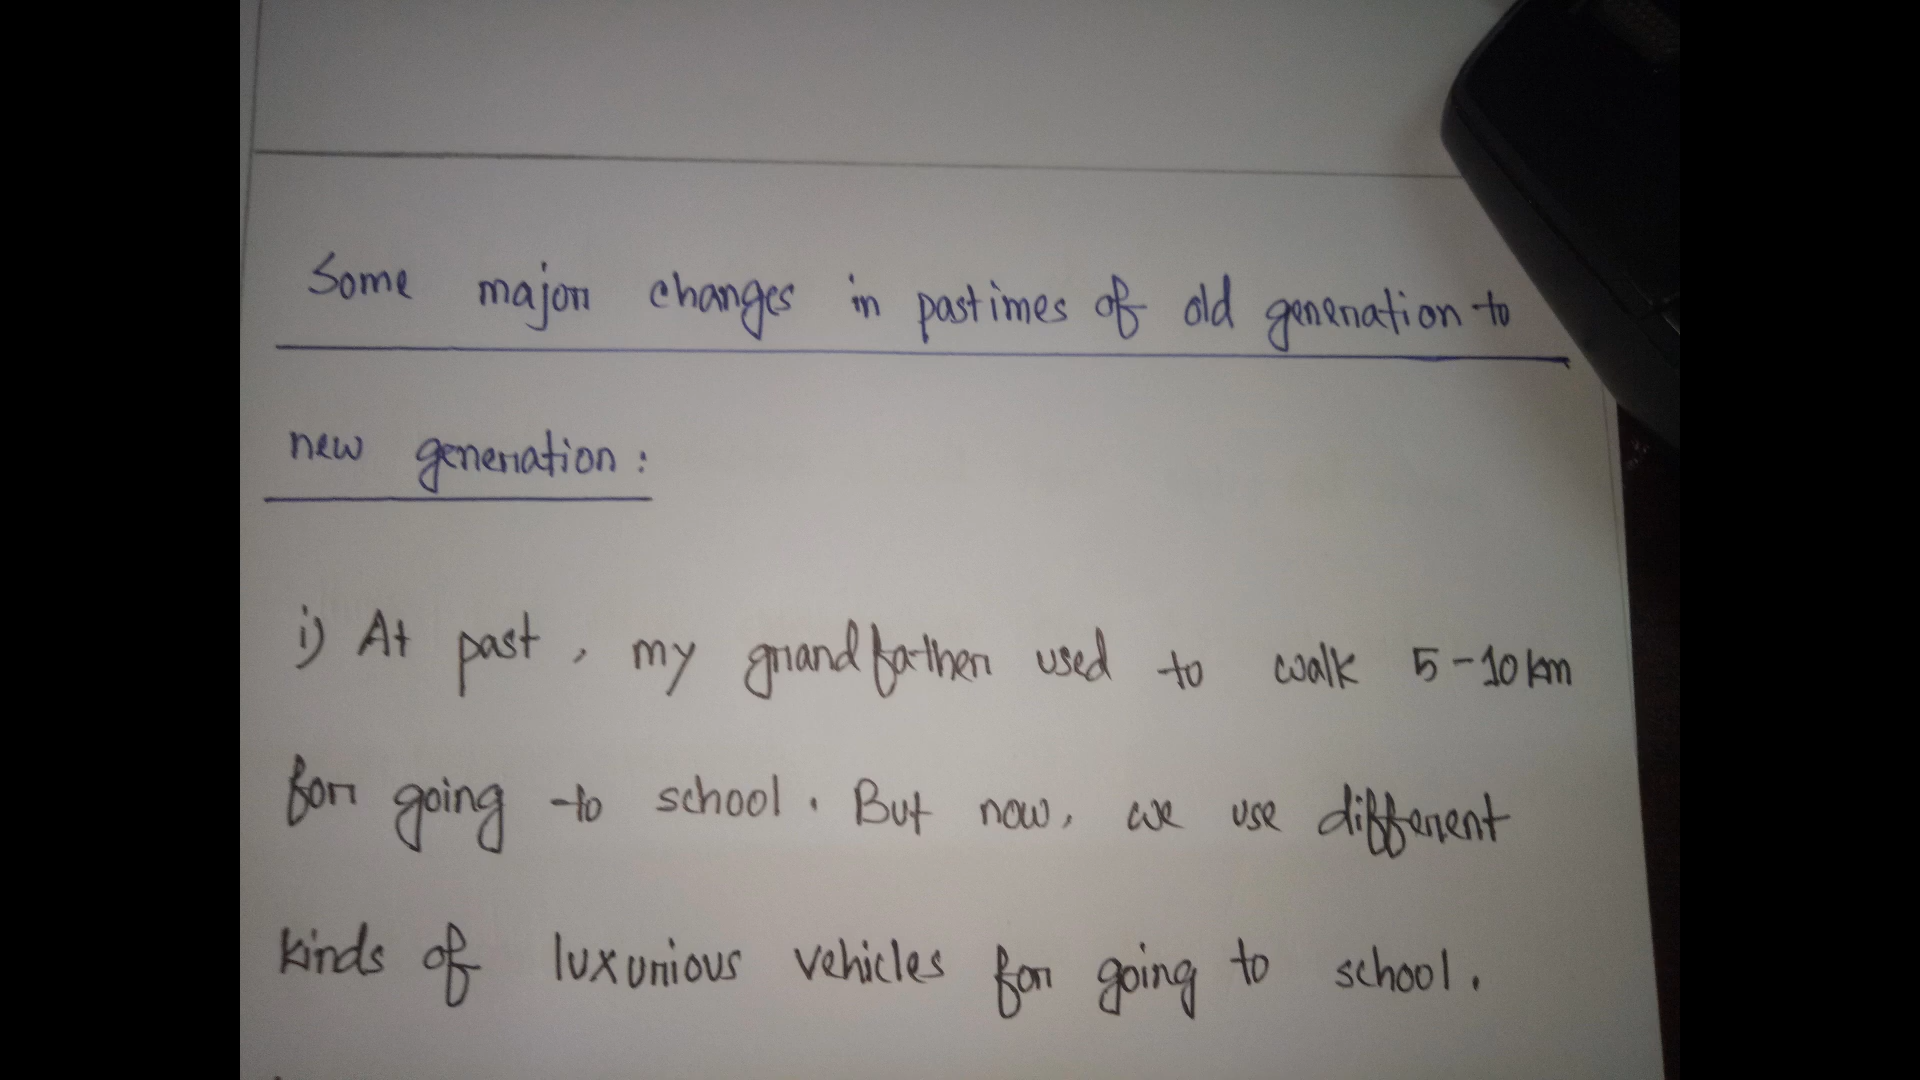 Some major changes in pastimes of old generation to
new generation :
i) At past, my grandfather used to walk 5-10 km
for going to school. But now, we use different
kinds of luxurious vehicles for going to school.